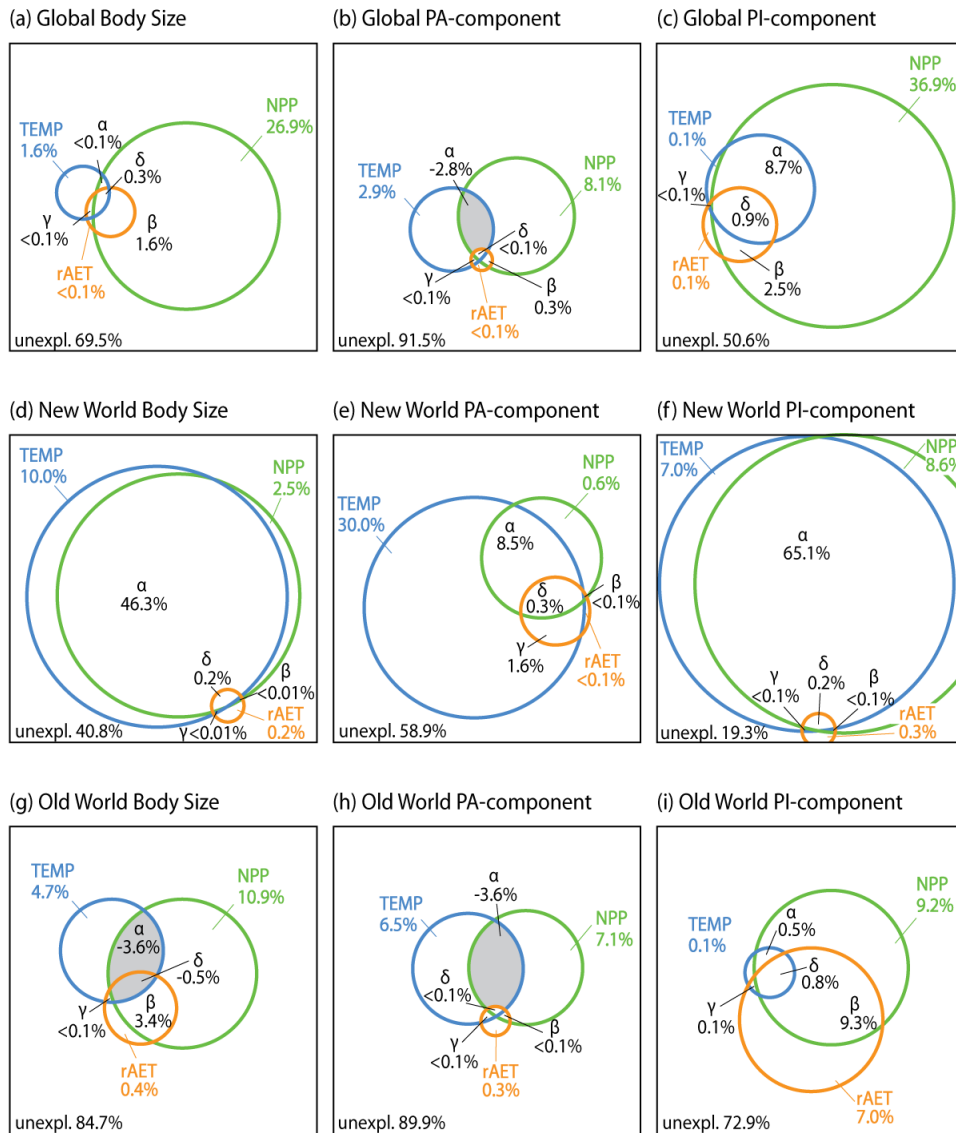 (a) Global Body Size
NPP
26.9%
TEMP
1.6%
α
<0.1%
δ
0.3%
γ
<0.1%
β
1.6%
rAET
<0.1%
unexpl. 69.5%
(b) Global PA-component
α
-2.8%
NPP
8.1%
TEMP
2.9%
δ
<0.1%
γ
<0.1%
β
0.3%
rAET
<0.1%
unexpl. 91.5%
(c) Global PI-component
NPP
36.9%
TEMP
0.1%
α
8.7%
γ
<0.1%
δ
0.9%
rAET
0.1%
β
2.5%
unexpl. 50.6%
(d) New World Body Size
TEMP
10.0%
NPP
2.5%
α
46.3%
δ
0.2%
β
<0.01%
γ<0.01%
rAET
0.2%
unexpl. 40.8%
(e) New World PA-component
NPP
0.6%
TEMP
30.0%
α
8.5%
δ
0.3%
β
<0.1%
γ
1.6%
rAET
<0.1%
unexpl. 58.9%
(f) New World PI-component
TEMP
7.0%
NPP
8.6%
α
65.1%
γ
<0.1%
δ
0.2%
β
<0.1%
rAET
0.3%
unexpl. 19.3%
(g) Old World Body Size
TEMP
4.7%
NPP
10.9%
α
-3.6%
δ
-0.5%
γ
<0.1%
β
3.4%
rAET
0.4%
unexpl. 84.7%
(h) Old World PA-component
α
-3.6%
TEMP
6.5%
NPP
7.1%
δ
<0.1%
γ
<0.1%
β
<0.1%
rAET
0.3%
unexpl. 89.9%
(i) Old World PI-component
NPP
9.2%
TEMP
0.1%
α
0.5%
δ
0.8%
γ
0.1%
β
9.3%
rAET
7.0%
unexpl. 72.9%